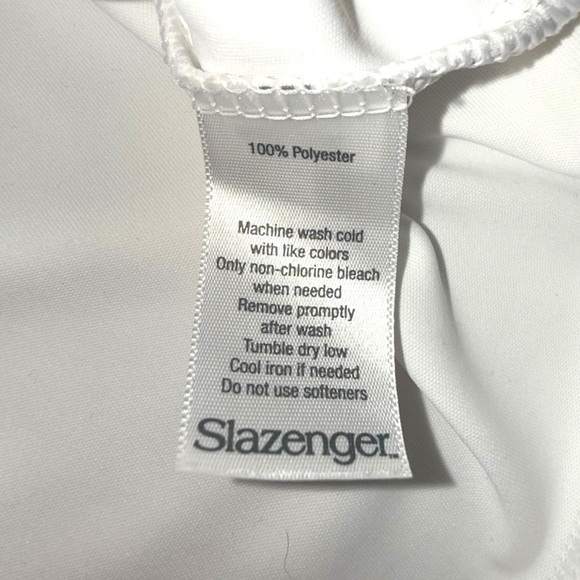 100% Polyester
Machine wash cold
with like colors
Only non-chlorine bleach
when needed
Remove promptly
after wash
Tumble dry low
Cool iron if needed
Do not use softeners
Slazenger™